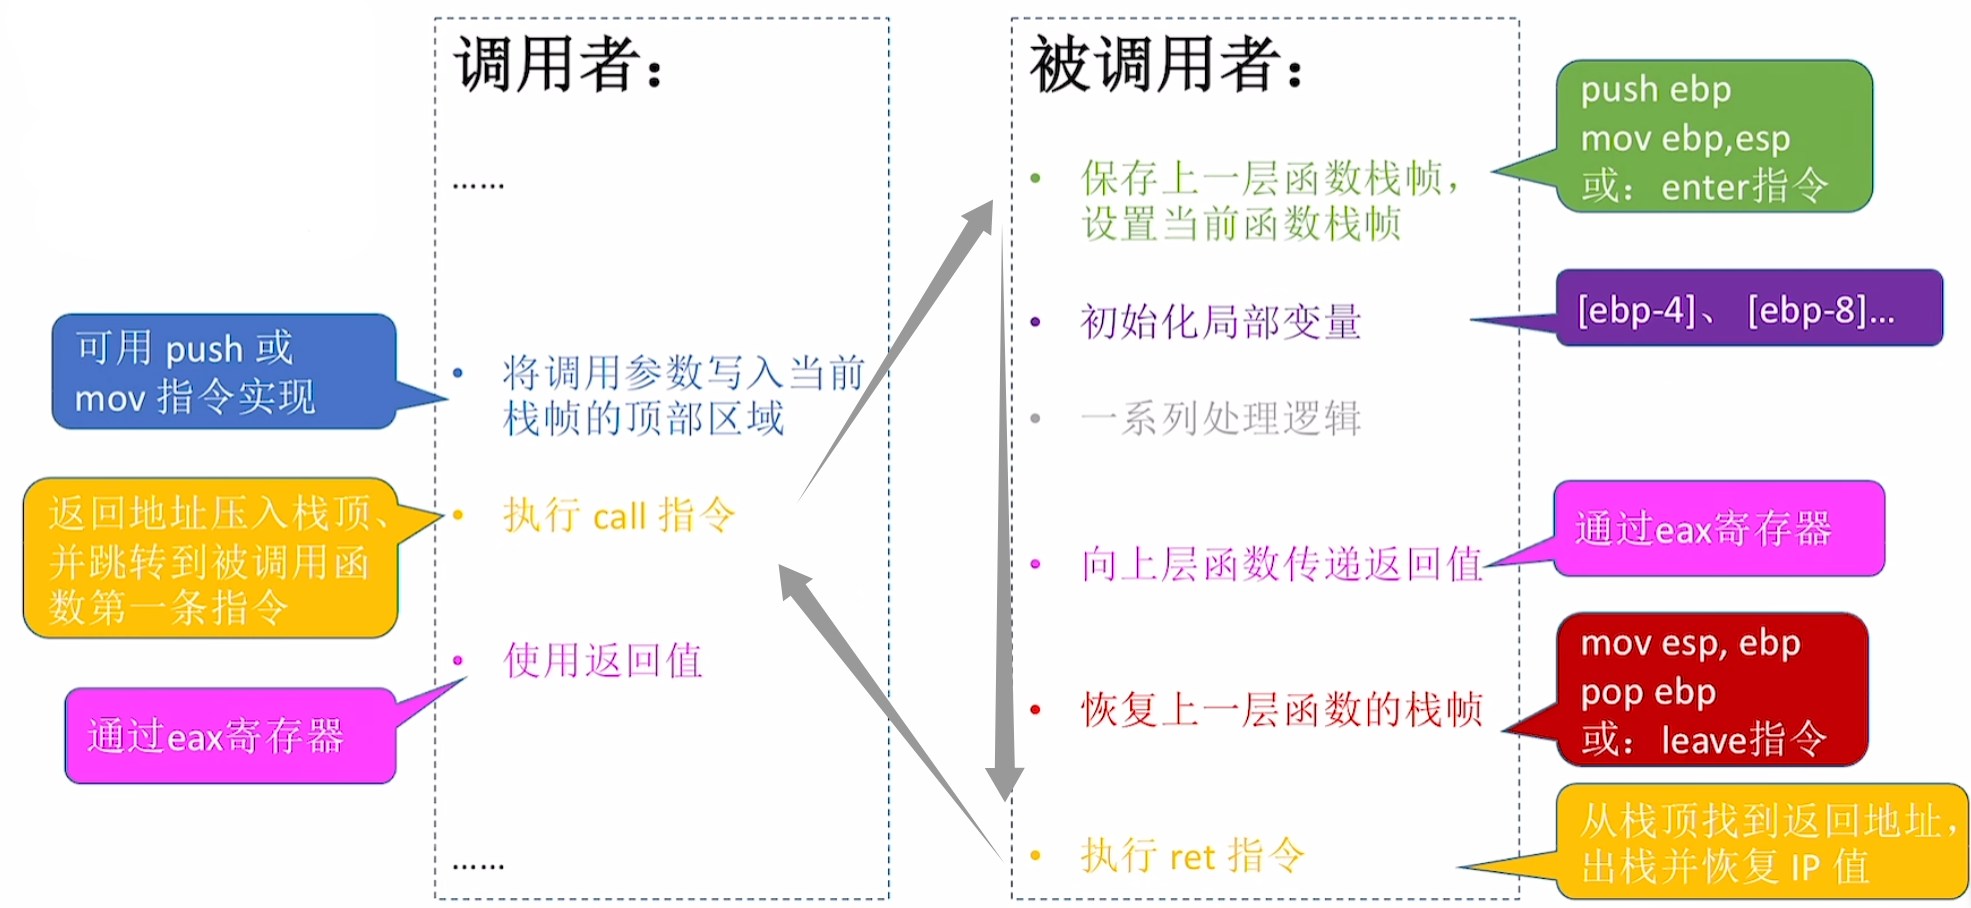 调用者：
……
可用 push 或
mov 指令实现
• 将调用参数写入当前
栈帧的顶部区域
返回地址压入栈顶、
并跳转到被调用函
数第一条指令
• 执行 call 指令
• 使用返回值
通过eax寄存器
……
被调用者：
• 保存上一层函数栈帧，
设置当前函数栈帧
push ebp
mov ebp,esp
或：enter指令
• 初始化局部变量
[ebp-4]、 [ebp-8]…
• 一系列处理逻辑
• 向上层函数传递返回值
通过eax寄存器
• 恢复上一层函数的栈帧
mov esp, ebp
pop ebp
或：leave指令
• 执行 ret 指令
从栈顶找到返回地址，
出栈并恢复 IP 值